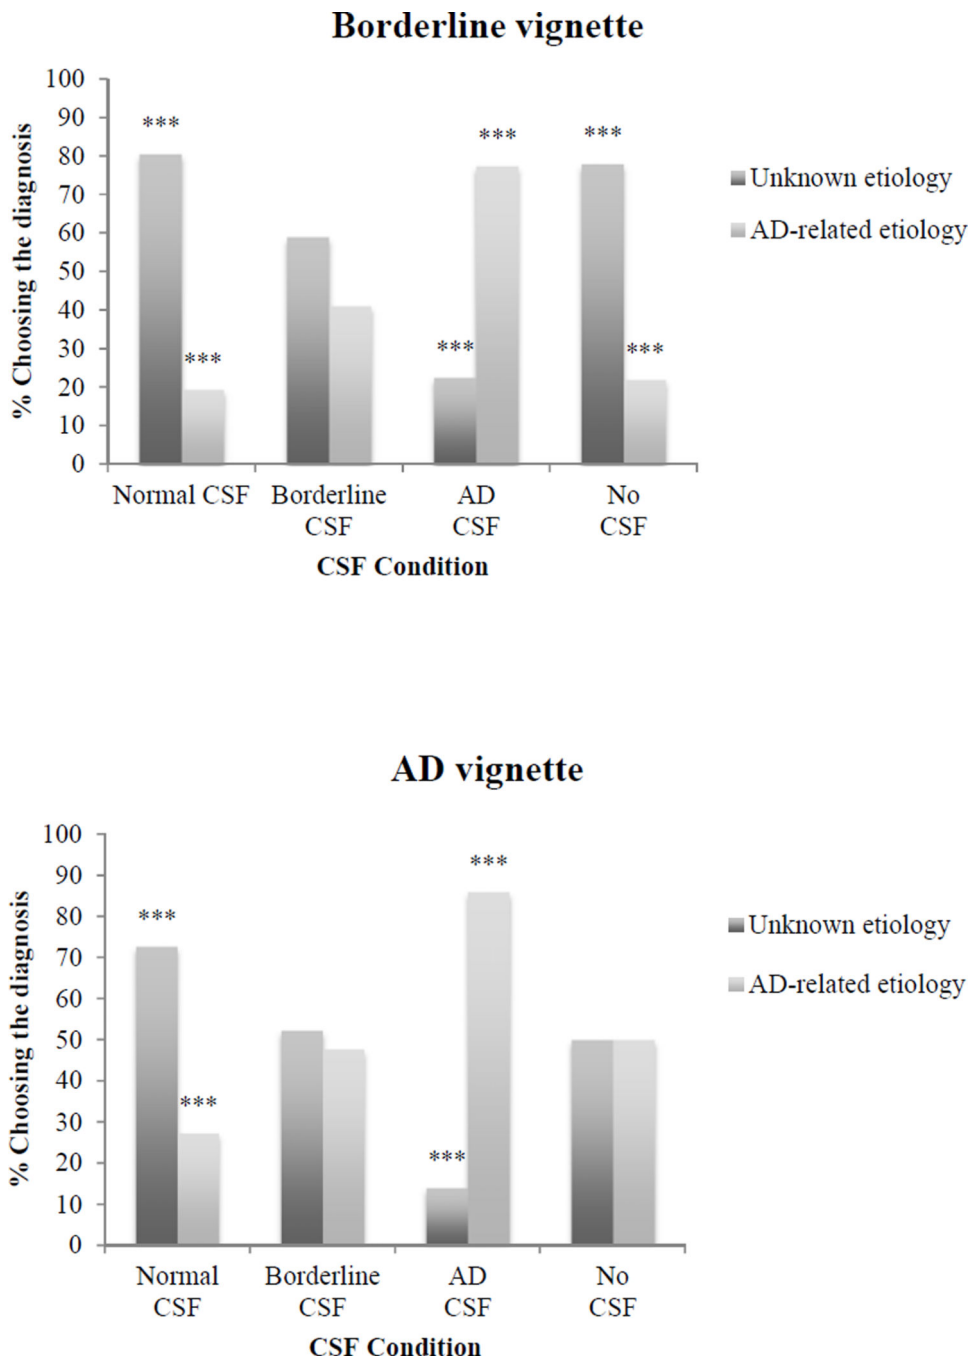 Borderline vignette
100
90
80
70
60
50
40
30
20
10
0
% Choosing the diagnosis
***
***
***
***
***
***
Unknown etiology
AD-related etiology
Normal CSF
Borderline CSF
AD CSF
No CSF
CSF Condition
AD vignette
100
90
80
70
60
50
40
30
20
10
0
% Choosing the diagnosis
***
***
***
***
Unknown etiology
AD-related etiology
Normal CSF
Borderline CSF
AD CSF
No CSF
CSF Condition